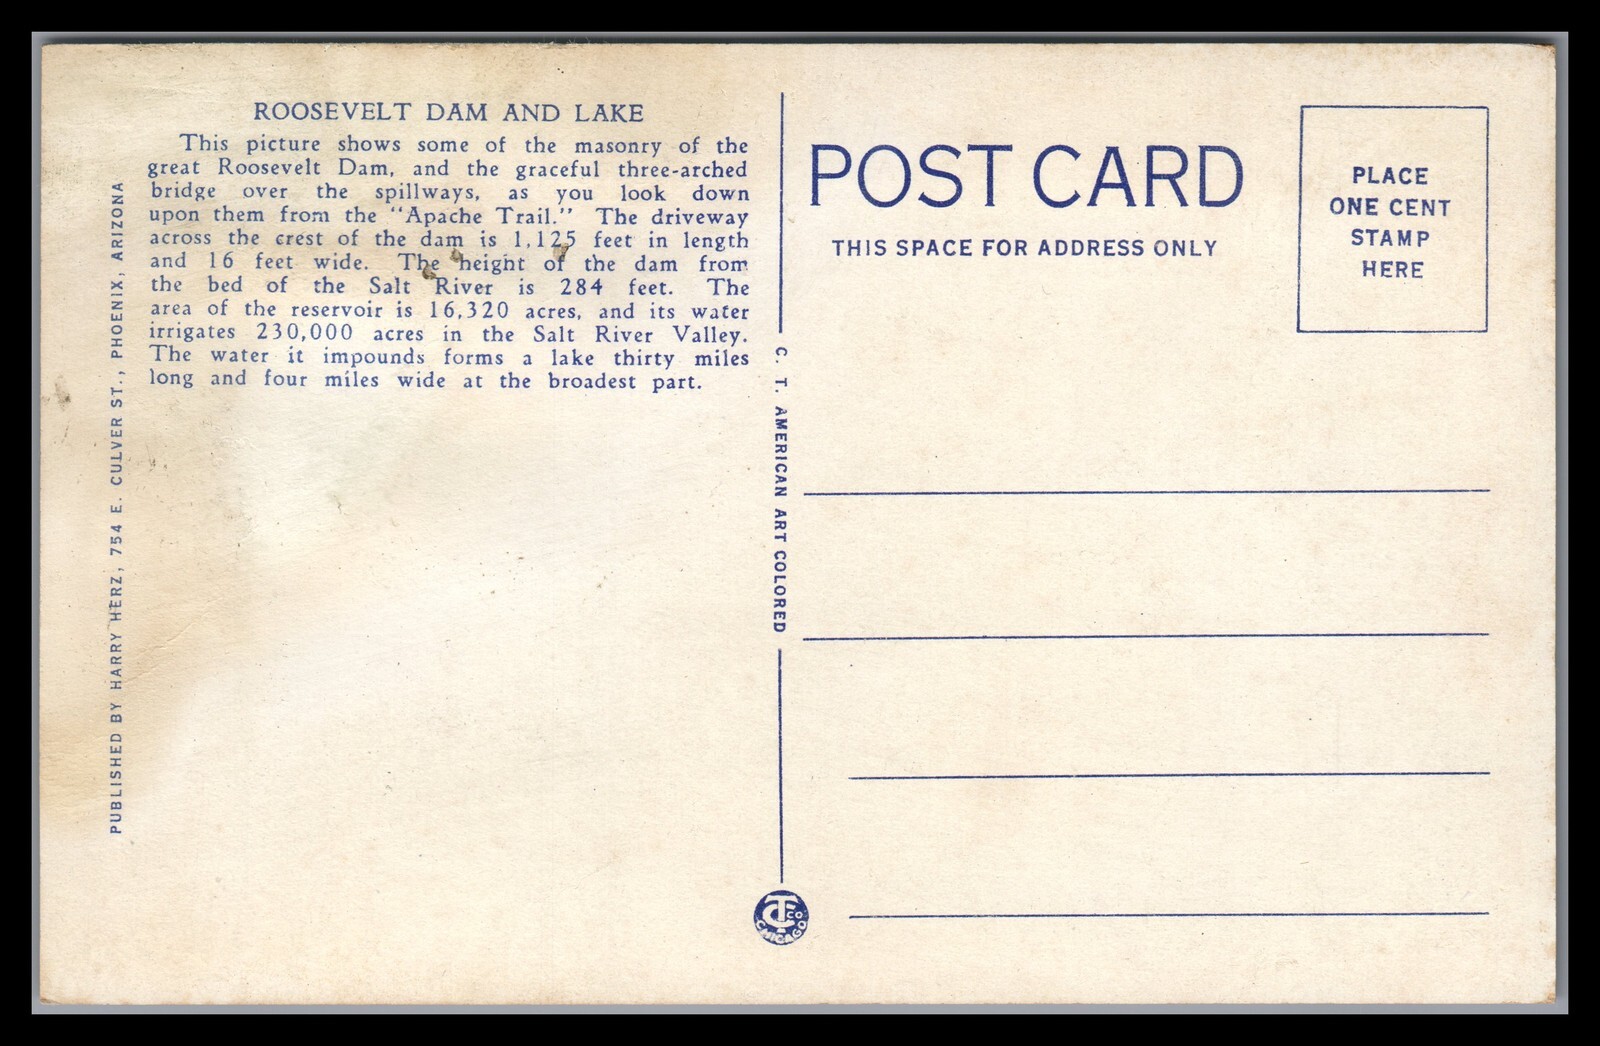 ROOSEVELT DAM AND LAKE
This picture shows some of the masonry of the
great Roosevelt Dam, and the graceful three-arched
bridge over the spillways, as you look down
upon them from the "Apache Trail." The driveway
across the crest of the dam is 1,125 feet in length
and 16 feet wide. The height of the dam from
the bed of the Salt River is 284 feet. The
area of the reservoir is 16,320 acres, and its water
irrigates 230,000 acres in the Salt River Valley.
The water it impounds forms a lake thirty miles
long and four miles wide at the broadest part.
PUBLISHED BY HARRY HERZ, 754 E. CULVER ST., PHOENIX, ARIZONA
C. T. AMERICAN ART COLORED
CT CO
CHICAGO
POST CARD
THIS SPACE FOR ADDRESS ONLY
PLACE
ONE CENT
STAMP
HERE